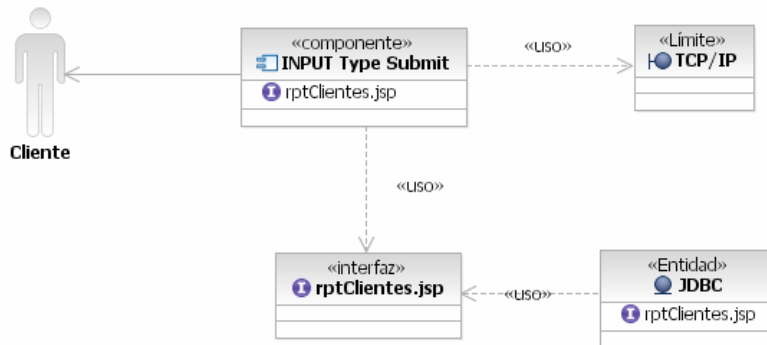 «componente»
INPUT Type Submit
rptClientes.jsp
«uso»
«Límite»
TCP/IP
Cliente
«uso»
«interfaz»
rptClientes.jsp
«uso»
«Entidad»
JDBC
rptClientes.jsp